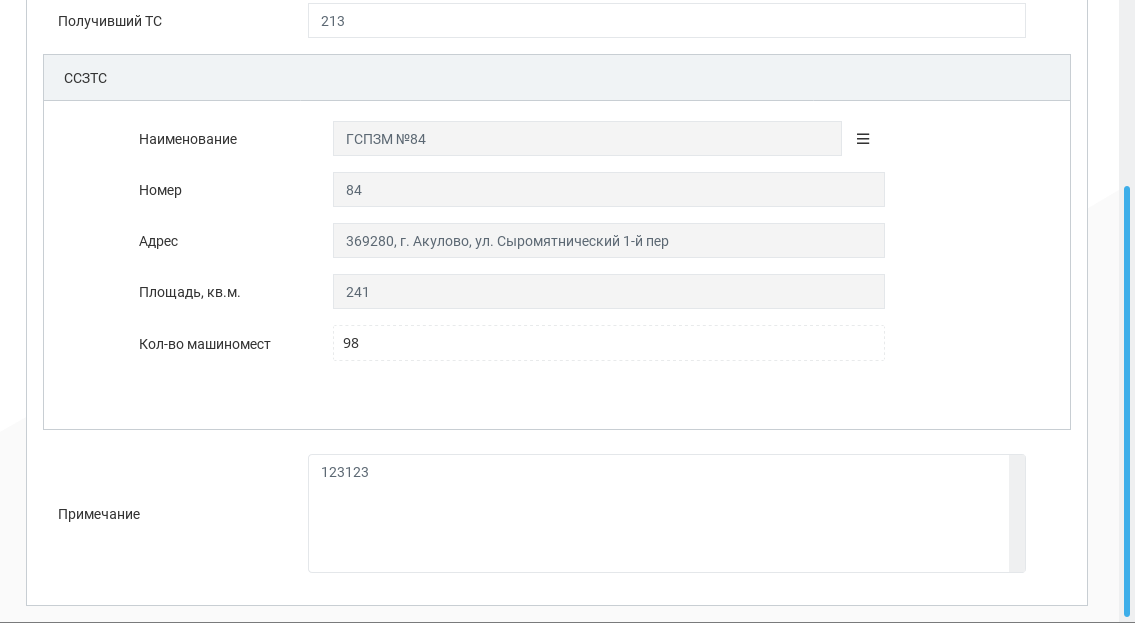 Получивший ТС 213
ССЗТС
Наименование ГСПЗМ №84
Номер 84
Адрес 369280, г. Акулово, ул. Сыромятнический 1-й пер
Площадь, кв.м. 241
Кол-во машиномест 98
123123
Примечание